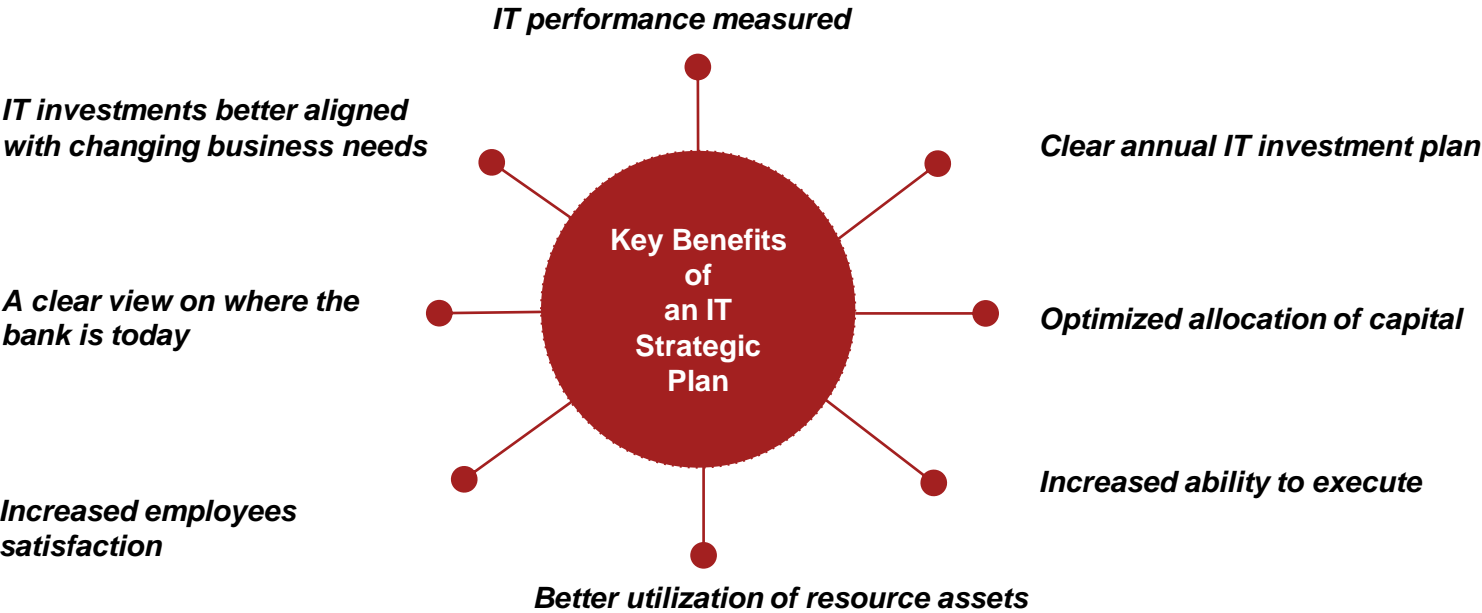 IT performance measured
IT investments better aligned
with changing business needs
Clear annual IT investment plan
Key Benefits
of
an IT
Strategic
Plan
A clear view on where the
bank is today
Optimized allocation of capital
Increased ability to execute
Increased employees
satisfaction
Better utilization of resource assets